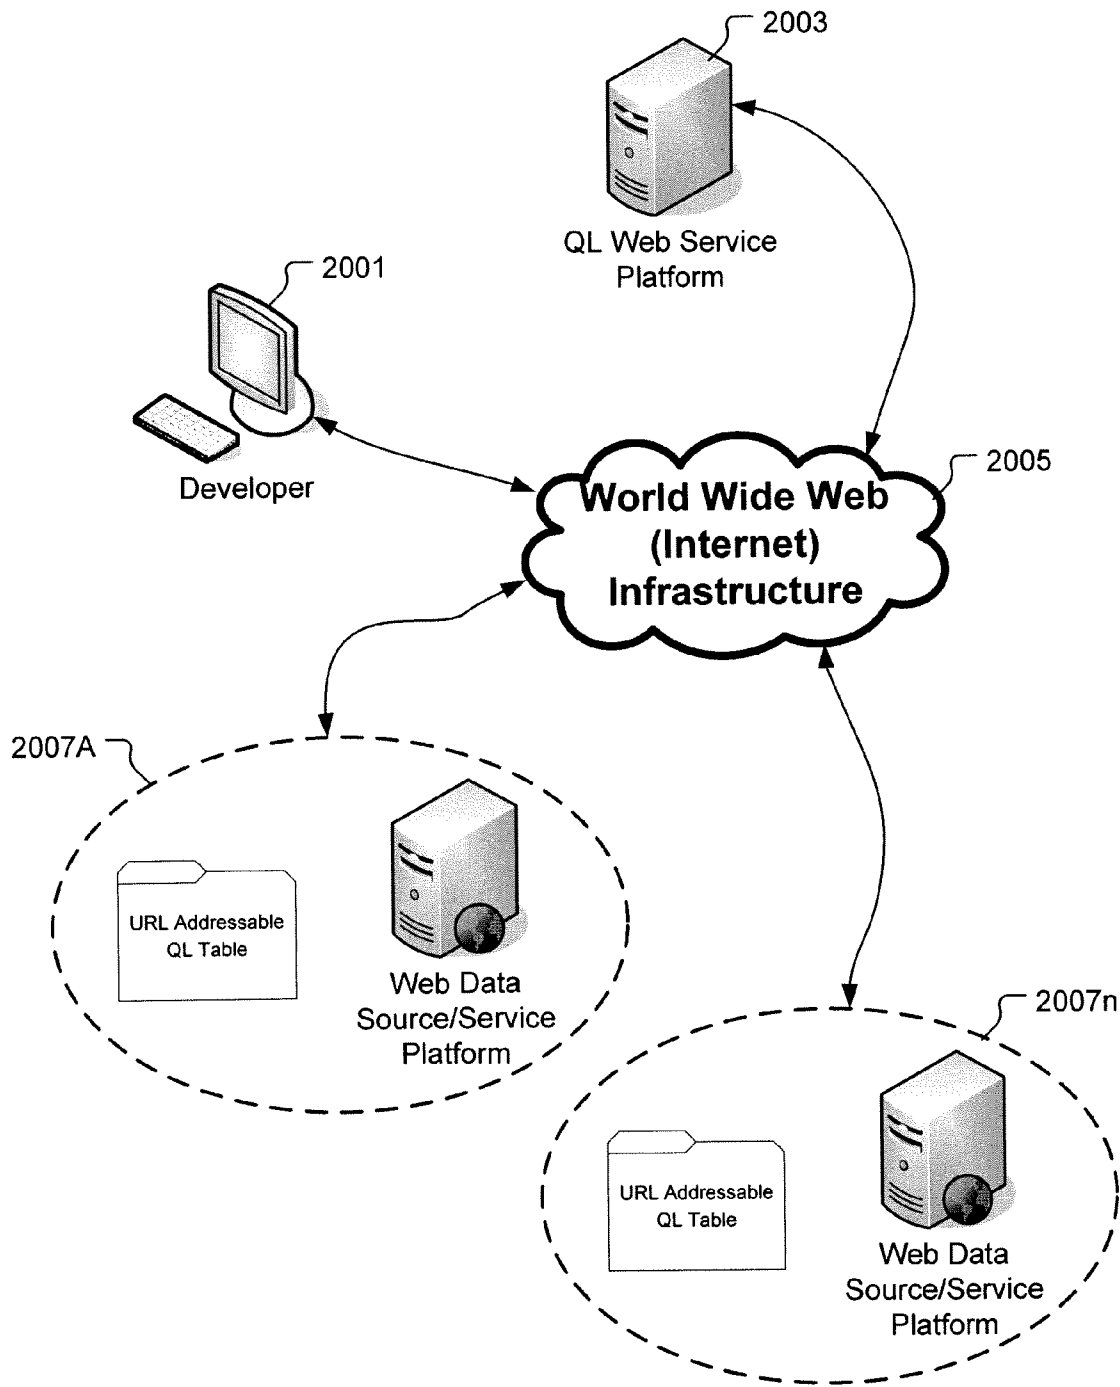 2003
QL Web Service
Platform
2001
Developer
2005
World Wide Web
(Internet)
Infrastructure
2007A
URL Addressable
QL Table
Web Data
Source/Service
Platform
2007n
URL Addressable
QL Table
Web Data
Source/Service
Platform